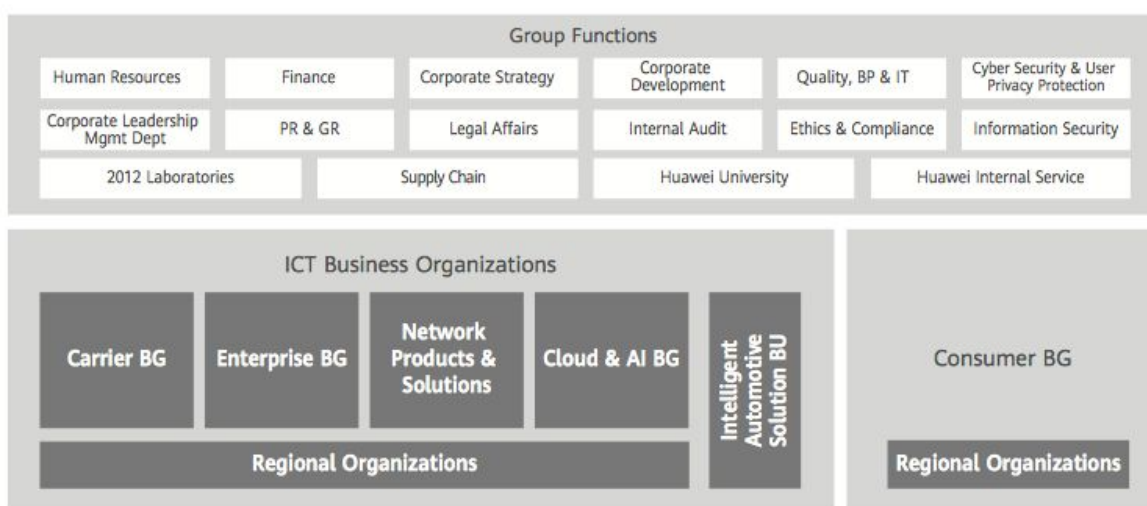 Group Functions
Human Resources
Finance
Corporate Strategy
Corporate
Development
Quality, BP & IT
Cyber Security & User
Privacy Protection
Corporate Leadership
Mgmt Dept
PR & GR
Legal Affairs
Internal Audit
Ethics & Compliance
Information Security
2012 Laboratories
Supply Chain
Huawei University
Huawei Internal Service
ICT Business Organizations
Carrier BG
Enterprise BG
Network
Products &
Solutions
Cloud & AI BG
Intelligent
Automotive
Solution BU
Regional Organizations
Consumer BG
Regional Organizations